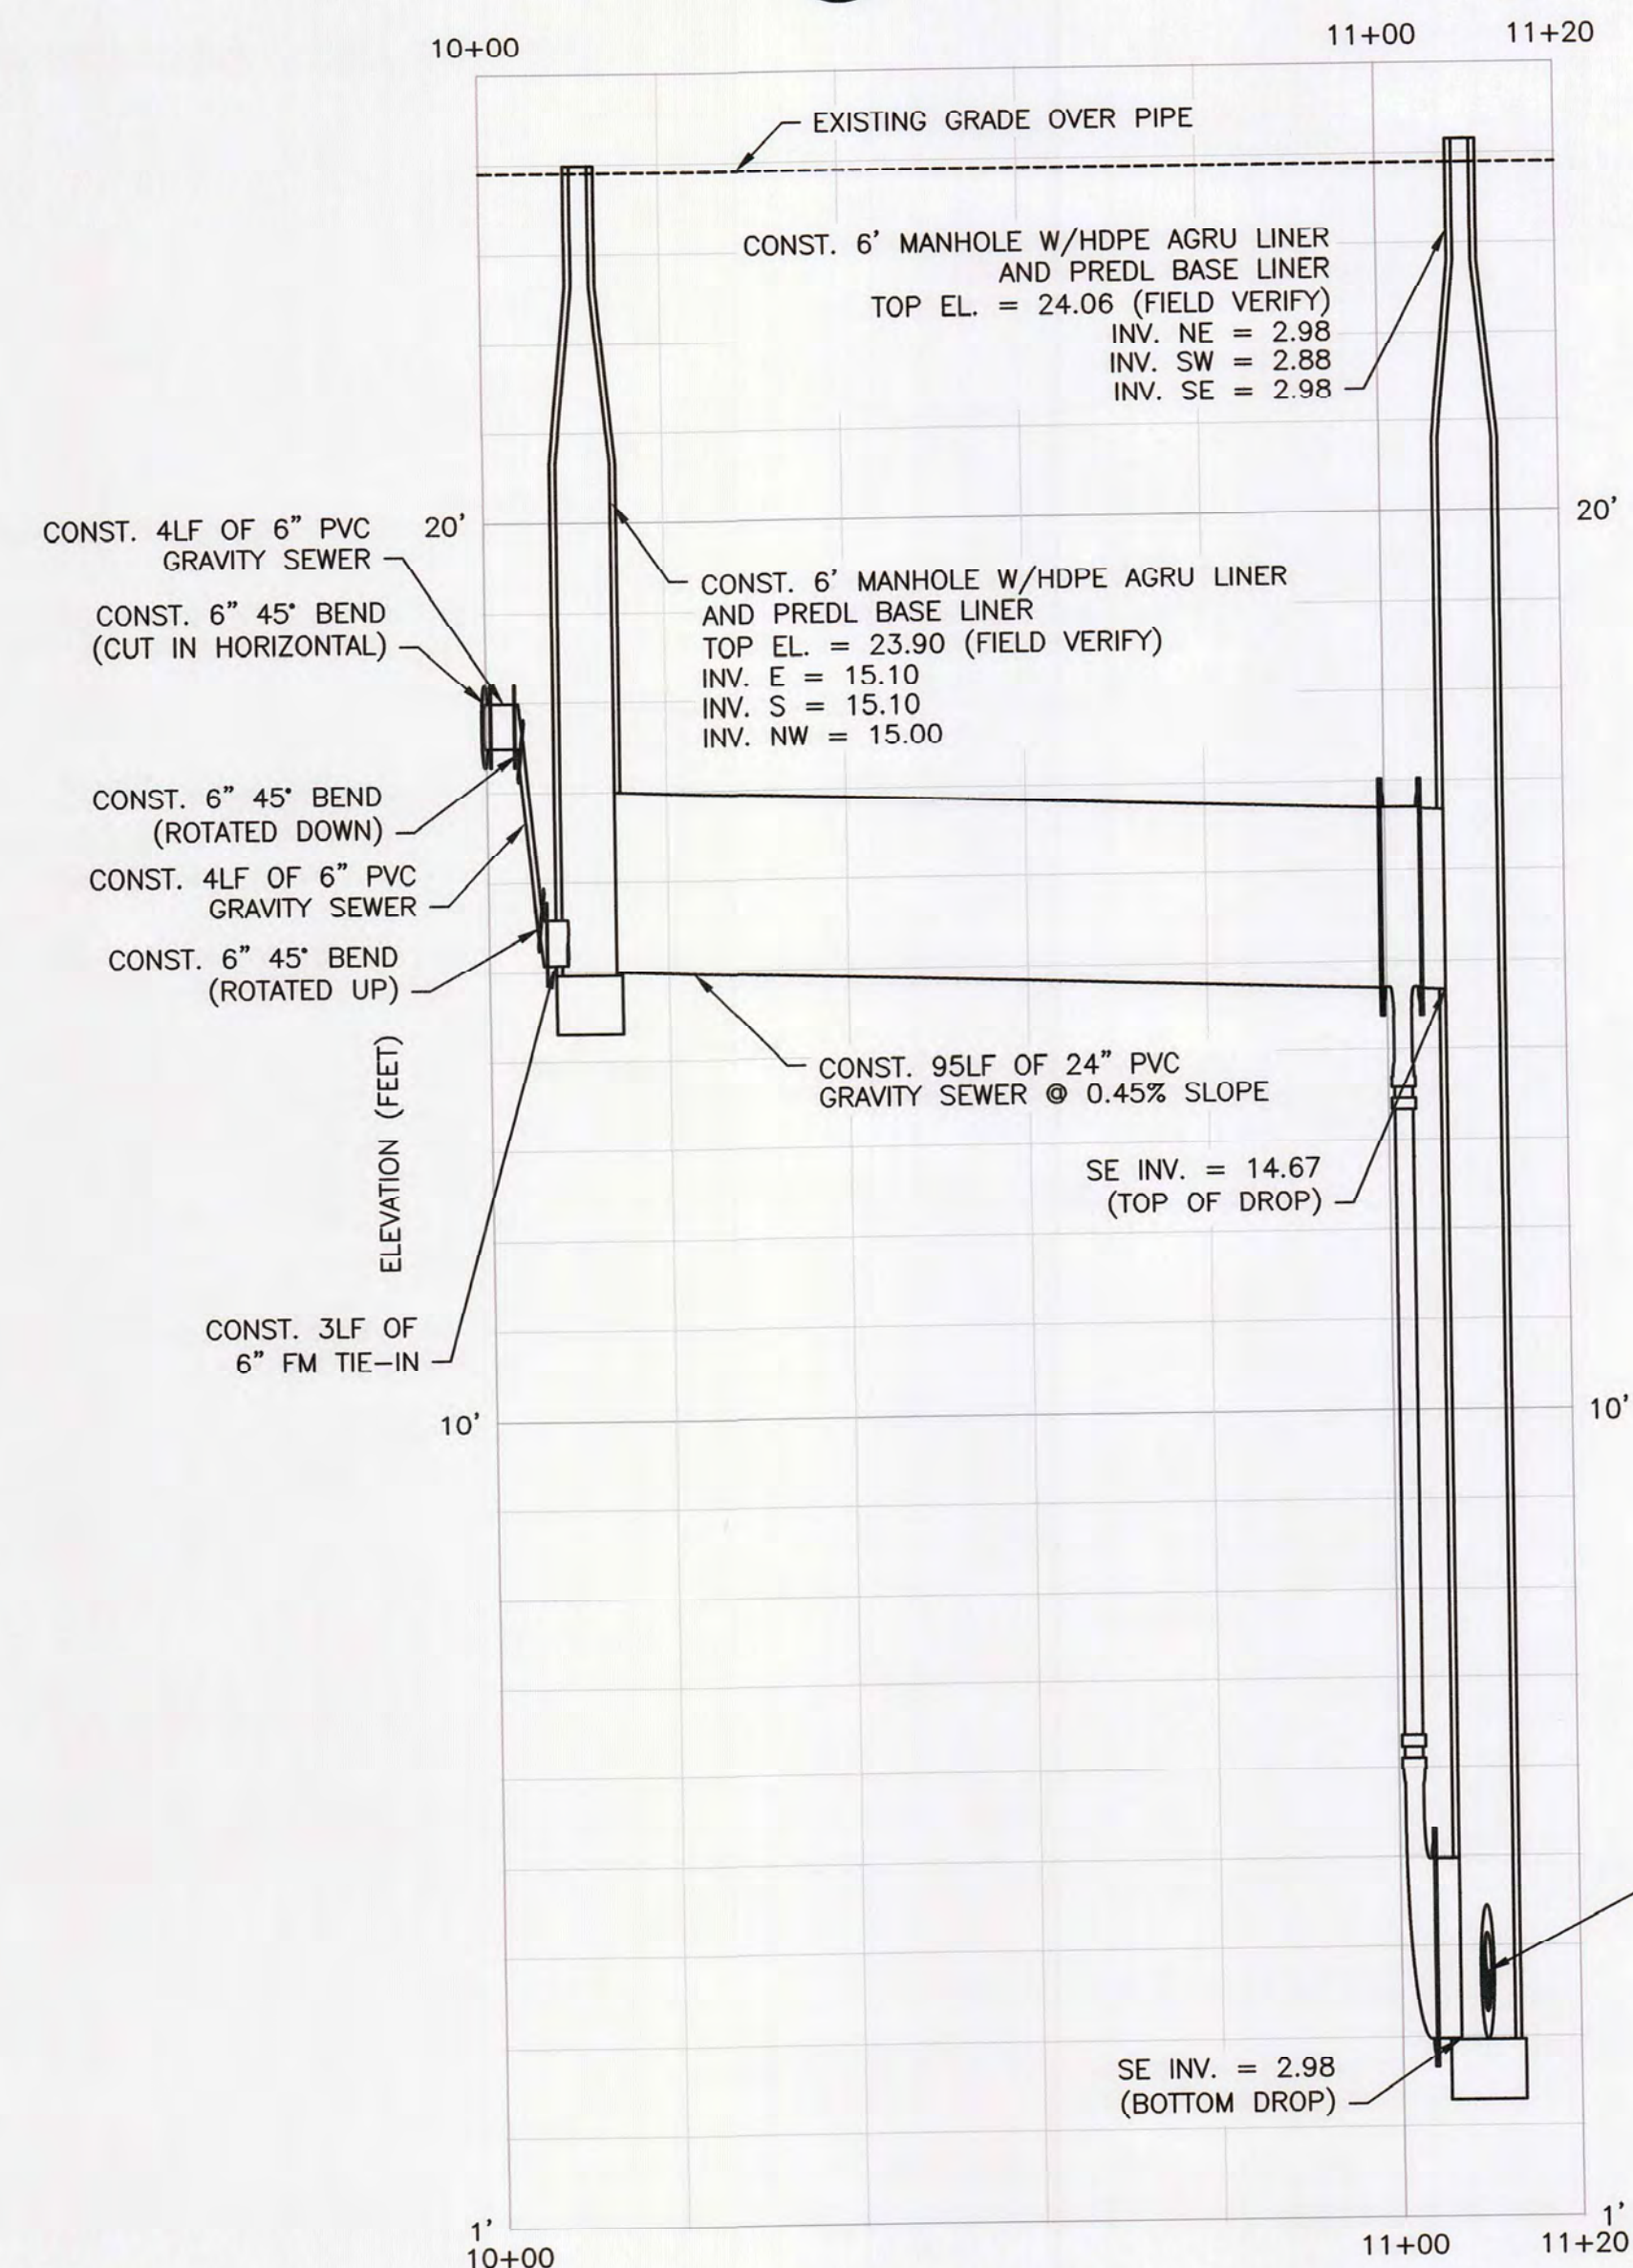 10+00
11+00
11+20
EXISTING GRADE OVER PIPE
CONST. 6' MANHOLE W/HDPE AGRU LINER
AND PREDL BASE LINER
TOP EL. = 24.06 (FIELD VERIFY)
INV. NE = 2.98
INV. SW = 2.88
INV. SE = 2.98
CONST. 4LF OF 6" PVC
GRAVITY SEWER
20'
20'
CONST. 6" 45° BEND
(CUT IN HORIZONTAL)
CONST. 6' MANHOLE W/HDPE AGRU LINER
AND PREDL BASE LINER
TOP EL. = 23.90 (FIELD VERIFY)
INV. E = 15.10
INV. S = 15.10
INV. NW = 15.00
CONST. 6" 45° BEND
(ROTATED DOWN)
CONST. 4LF OF 6" PVC
GRAVITY SEWER
CONST. 6" 45° BEND
(ROTATED UP)
ELEVATION (FEET)
CONST. 95LF OF 24" PVC
GRAVITY SEWER @ 0.45% SLOPE
SE INV. = 14.67
(TOP OF DROP)
CONST. 3LF OF
6" FM TIE-IN
10'
10'
SE INV. = 2.98
(BOTTOM DROP)
1'
1'
10+00
11+00
11+20